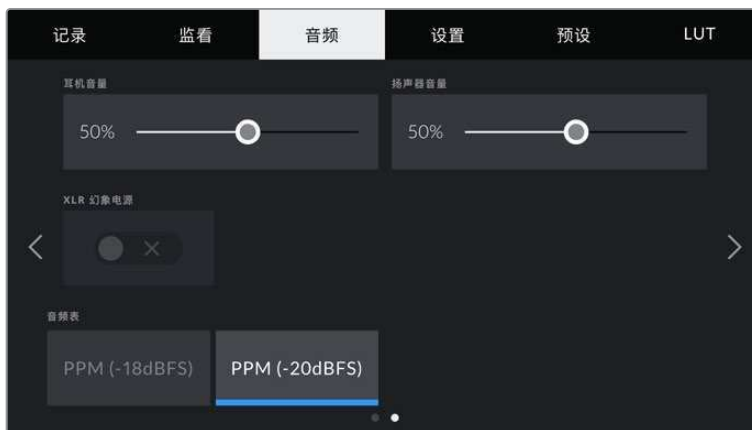 记录 监看 音频 设置 预设 LUT
耳机音量 扬声器音量
50% 50%
XLR 幻象电源
音频表
PPM (-18dBFS) PPM (-20dBFS)